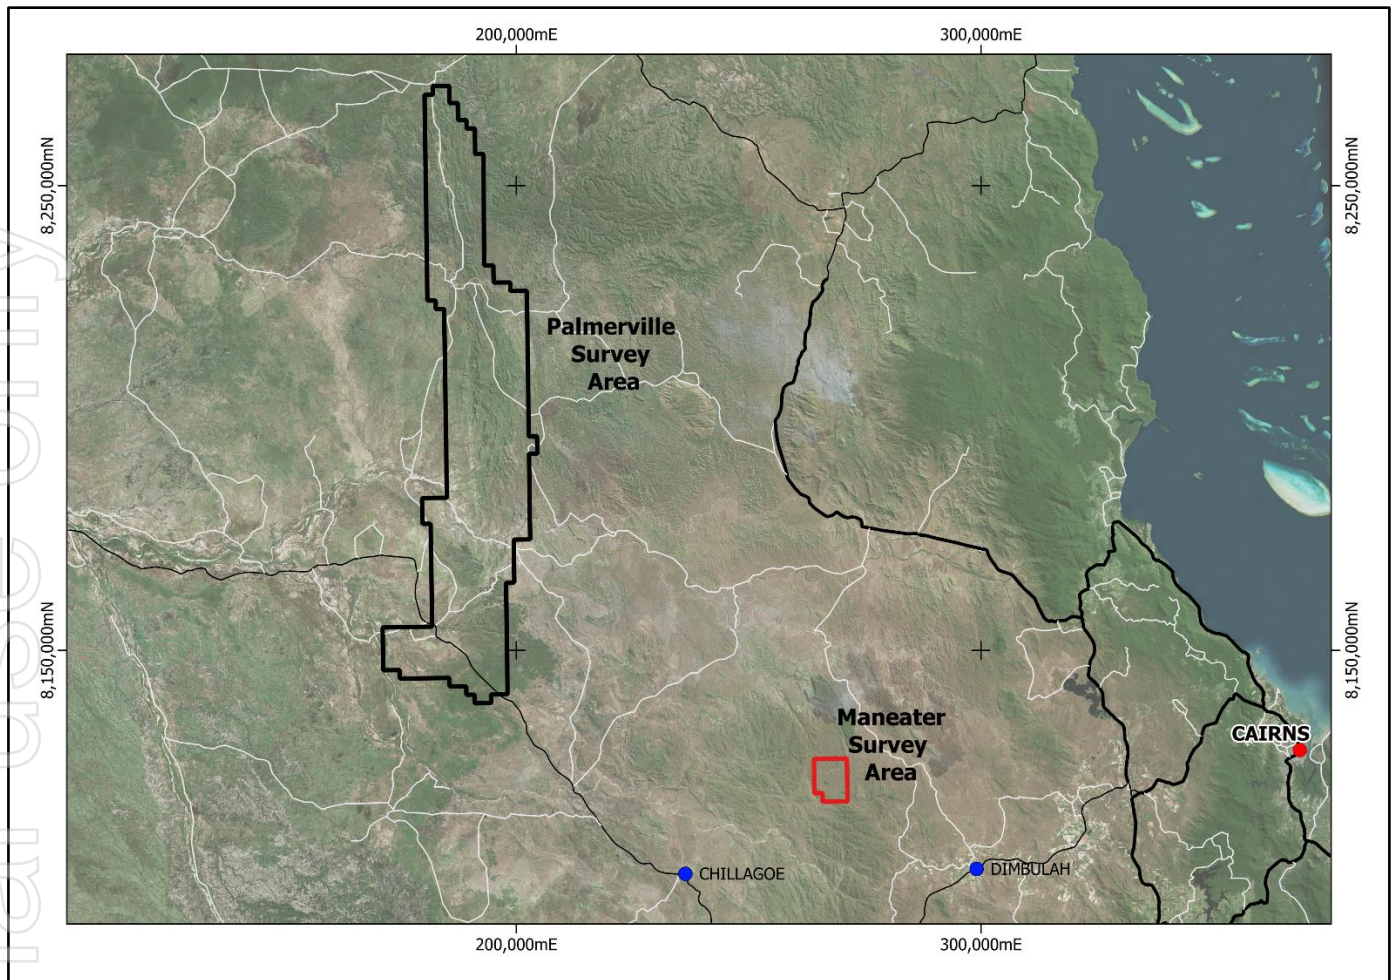 200,000mE
300,000mE
8,250,000mN
8,250,000mN
Palmerville
Survey
Area
8,150,000mN
8,150,000mN
Maneater
Survey
Area
CAIRNS
CHILLAGOE
DIMBULAH
200,000mE
300,000mE